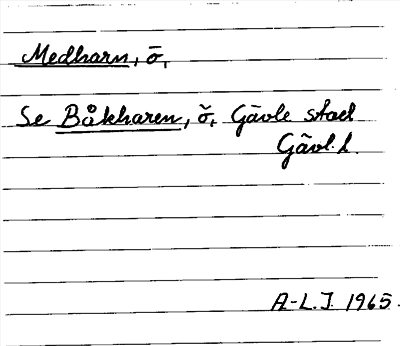 Medharn, ö,
Se Båkharen, ö, Gävle stad
Gävl. l.
A-L.J. 1965.